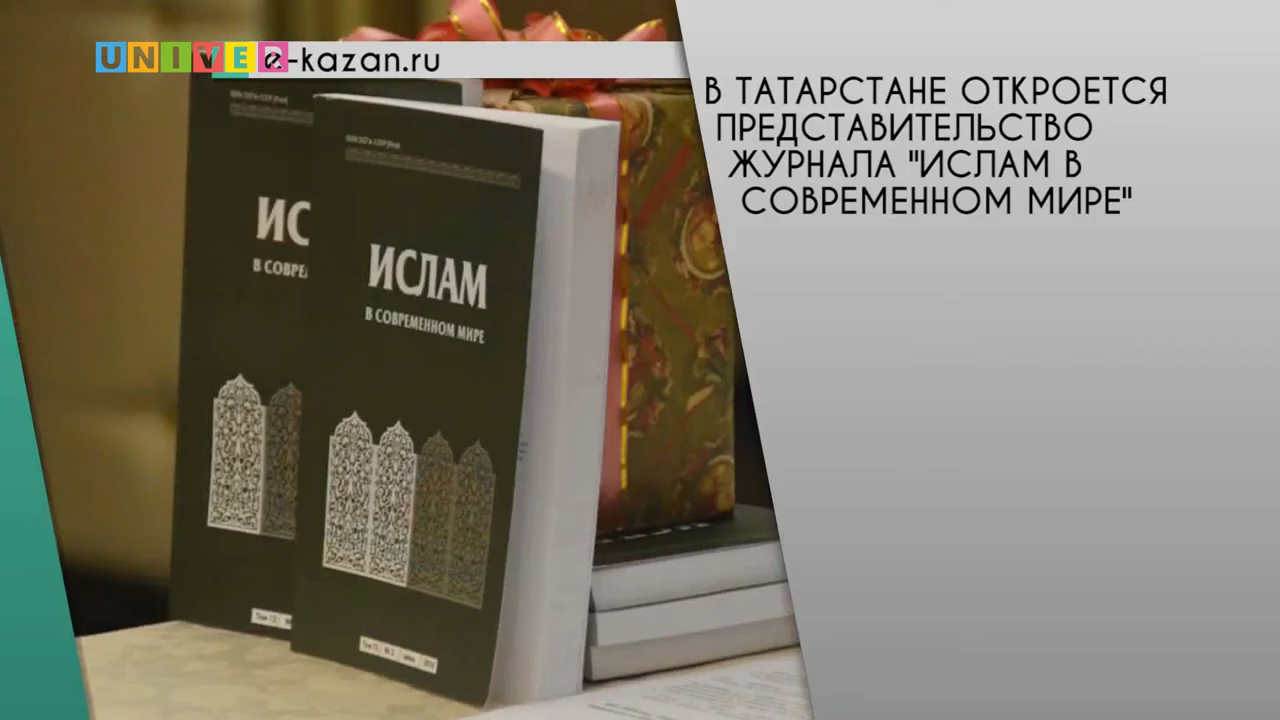 UNIVER
e-kazan.ru
В ТАТАРСТАНЕ ОТКРОЕТСЯ
ПРЕДСТАВИТЕЛЬСТВО
ЖУРНАЛА "ИСЛАМ В
СОВРЕМЕННОМ МИРЕ"
ИС
В СОВРЕ
ИСЛАМ
В СОВРЕМЕННОМ МИРЕ